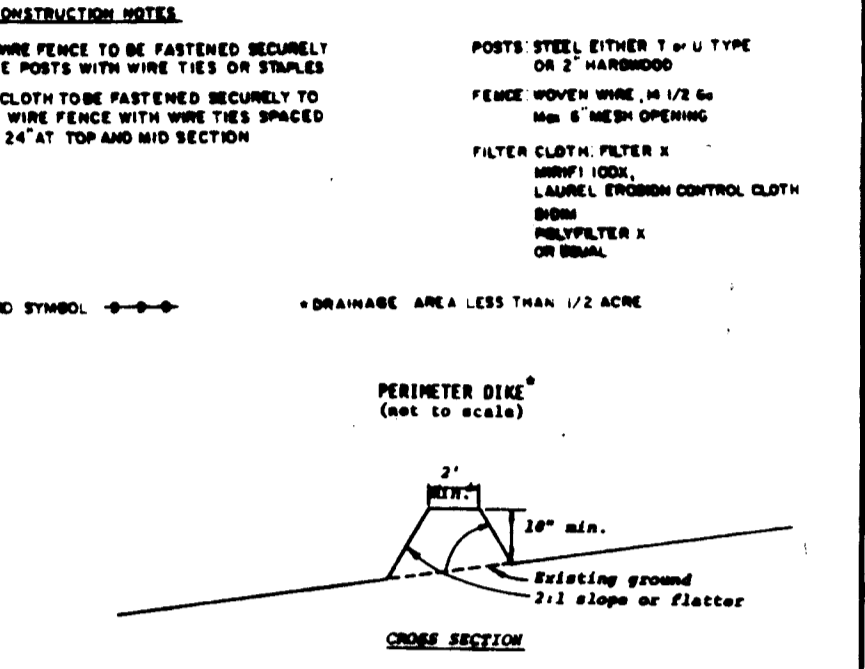 ONSTRUCTION NOTES
WIRE FENCE TO BE FASTENED SECURELY
E POSTS WITH WIRE TIES OR STAPLES
CLOTH TO BE FASTENED SECURELY TO
WIRE FENCE WITH WIRE TIES SPACED
24" AT TOP AND MID SECTION
POSTS: STEEL EITHER T or U TYPE
OR 2" HARDWOOD
FENCE: WOVEN WIRE, 14 1/2 Ga
Max 6" MESH OPENING
FILTER CLOTH: FILTER X
MIRIFI 100X,
LAUREL EROSION CONTROL CLOTH
BIDIM
POLYFILTER X
OR
D SYMBOL
*DRAINAGE AREA LESS THAN 1/2 ACRE
PERIMETER DIKE*
(not to scale)
2'
MIN.
18" min.
Existing ground
2:1 slope or flatter
CROSS SECTION